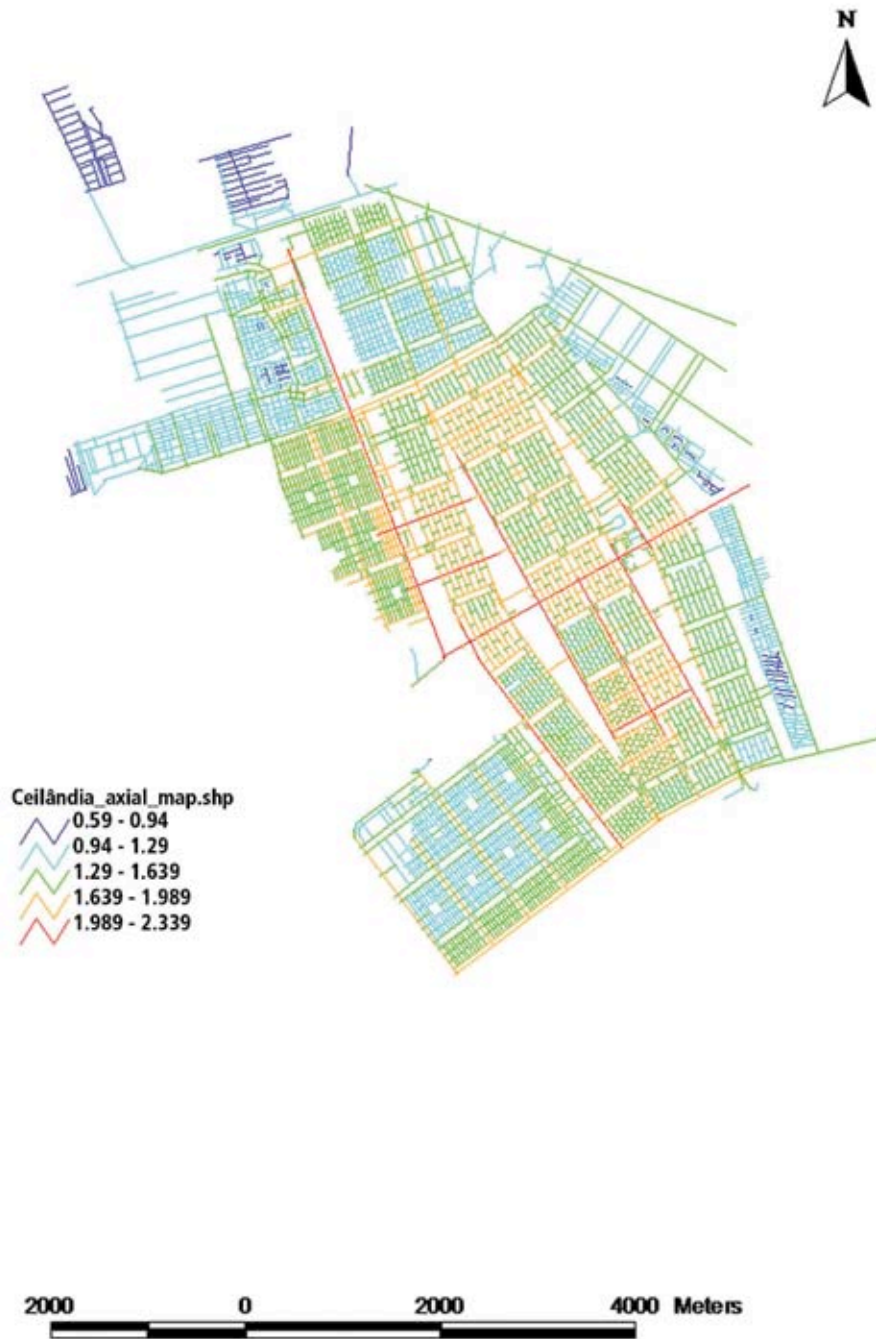 N
Ceilândia_axial_map.shp
0.59 - 0.94
0.94 - 1.29
1.29 - 1.639
1.639 - 1.989
1.989 - 2.339
2000 0 2000 4000 Meters